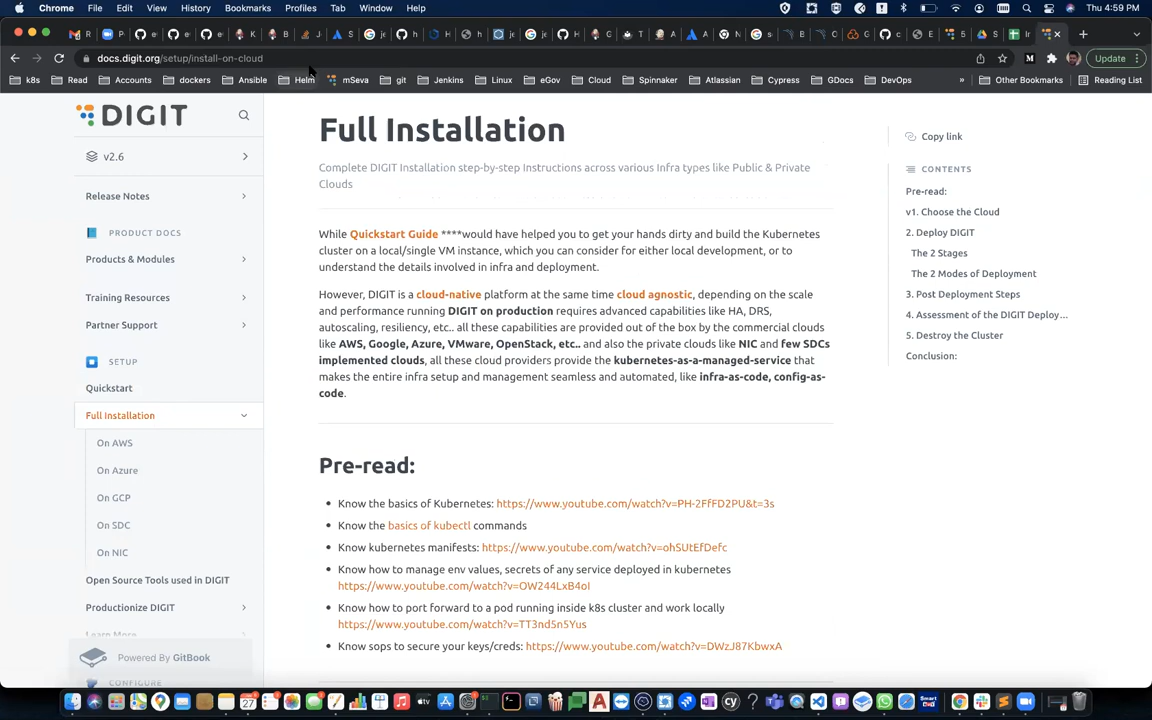 Chrome File Edit View History Bookmarks Profiles Tab Window Help Thu 4:59 PM
docs.digit.org/setup/install-on-cloud Update
k8s Read Accounts dockers Ansible Helm mSeva git Jenkins Linux eGov Cloud Spinnaker Atlassian Cypress GDocs DevOps » Other Bookmarks Reading List
DIGIT
v2.6
Release Notes
PRODUCT DOCS
Products & Modules
Training Resources
Partner Support
SETUP
Quickstart
Full Installation
On AWS
On Azure
On GCP
On SDC
On NIC
Open Source Tools used in DIGIT
Productionize DIGIT
Learn More
Powered By GitBook
CONFIGURE
Full Installation
Complete DIGIT Installation step-by-step Instructions across various Infra types like Public & Private
Clouds
While Quickstart Guide ****would have helped you to get your hands dirty and build the Kubernetes
cluster on a local/single VM instance, which you can consider for either local development, or to
understand the details involved in infra and deployment.
However, DIGIT is a cloud-native platform at the same time cloud agnostic, depending on the scale
and performance running DIGIT on production requires advanced capabilities like HA, DRS,
autoscaling, resiliency, etc.. all these capabilities are provided out of the box by the commercial clouds
like AWS, Google, Azure, VMware, OpenStack, etc.. and also the private clouds like NIC and few SDCs
implemented clouds, all these cloud providers provide the kubernetes-as-a-managed-service that
makes the entire infra setup and management seamless and automated, like infra-as-code, config-as-
code.
Pre-read:
Know the basics of Kubernetes: https://www.youtube.com/watch?v=PH-2FfFD2PU&t=3s
Know the basics of kubectl commands
Know kubernetes manifests: https://www.youtube.com/watch?v=ohSUtEfDefc
Know how to manage env values, secrets of any service deployed in kubernetes
https://www.youtube.com/watch?v=OW244LxB4oI
Know how to port forward to a pod running inside k8s cluster and work locally
https://www.youtube.com/watch?v=TT3nd5n5Yus
Know sops to secure your keys/creds: https://www.youtube.com/watch?v=DWzJ87KbwxA
Copy link
CONTENTS
Pre-read:
v1. Choose the Cloud
2. Deploy DIGIT
The 2 Stages
The 2 Modes of Deployment
3. Post Deployment Steps
4. Assessment of the DIGIT Deploy...
5. Destroy the Cluster
Conclusion: